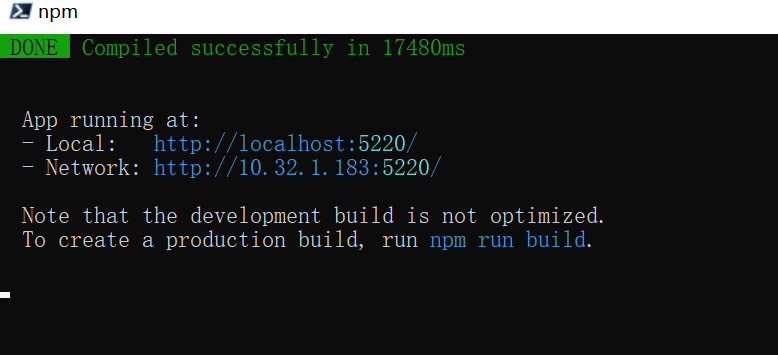 npm
DONE Compiled successfully in 17480ms
App running at:
- Local: http://localhost:5220/
- Network: http://10.32.1.183:5220/
Note that the development build is not optimized.
To create a production build, run npm run build.